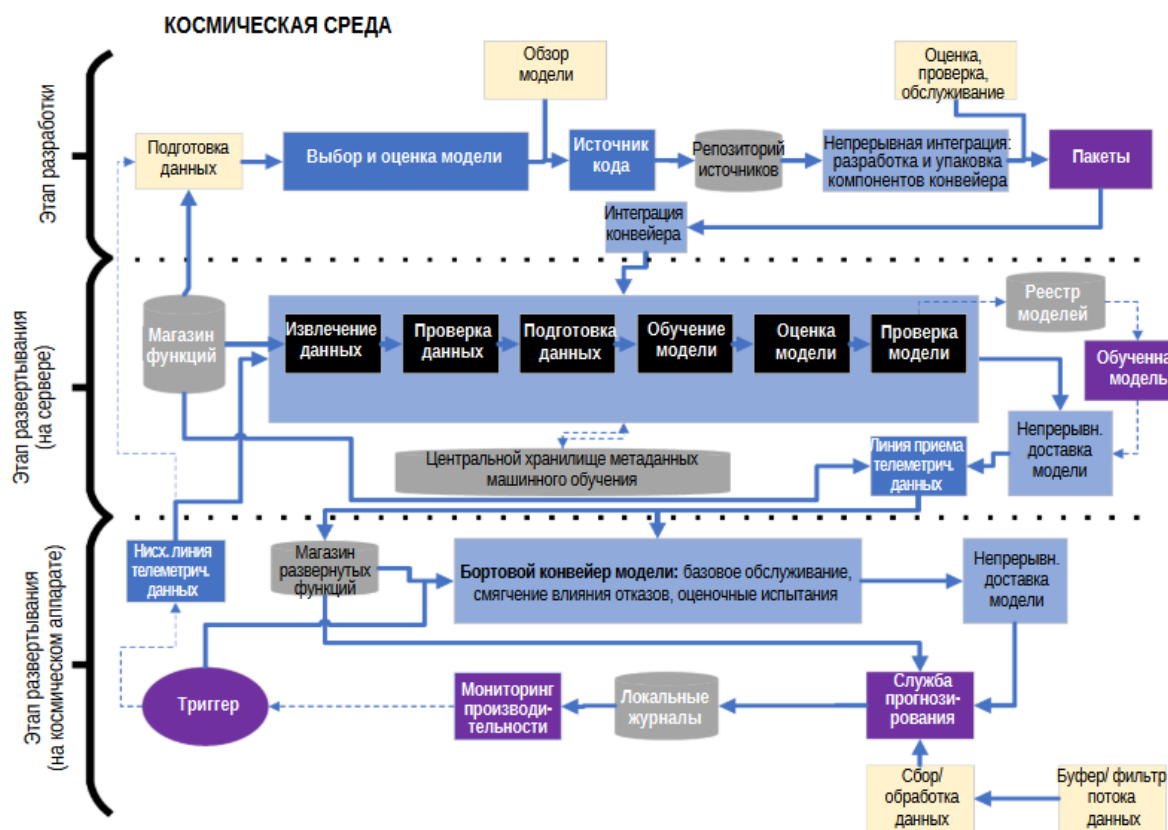 КОСМИЧЕСКАЯ СРЕДА
Этап разработки
Обзор
модели
Оценка,
проверка,
обслуживание
Подготовка
данных
Выбор и оценка модели
Источник
кода
Репозиторий
источников
Непрерывная интеграция:
разработка и упаковка
компонентов конвейера
Пакеты
Интеграция
конвейера
Этап развертывания
(на сервере)
Магазин
функций
Извлечение
данных
Проверка
данных
Подготовка
данных
Обучение
модели
Оценка
модели
Проверка
модели
Реестр
моделей
Обученна
модель
Непрерывн.
доставка
модели
Линия приема
телеметрич.
данных
Центральной хранилище метаданных
машинного обучения
Этап развертывания
(на космическом аппарате)
Нисх. линия
телеметрич.
данных
Магазин
развернутых
функций
Бортовой конвейер модели: базовое обслуживание,
смягчение влияния отказов, оценочные испытания
Непрерывн.
доставка
модели
Триггер
Мониторинг
производи-
тельности
Локальные
журналы
Служба
прогнози-
рования
Сбор/
обработка
данных
Буфер/ фильтр
потока
данных